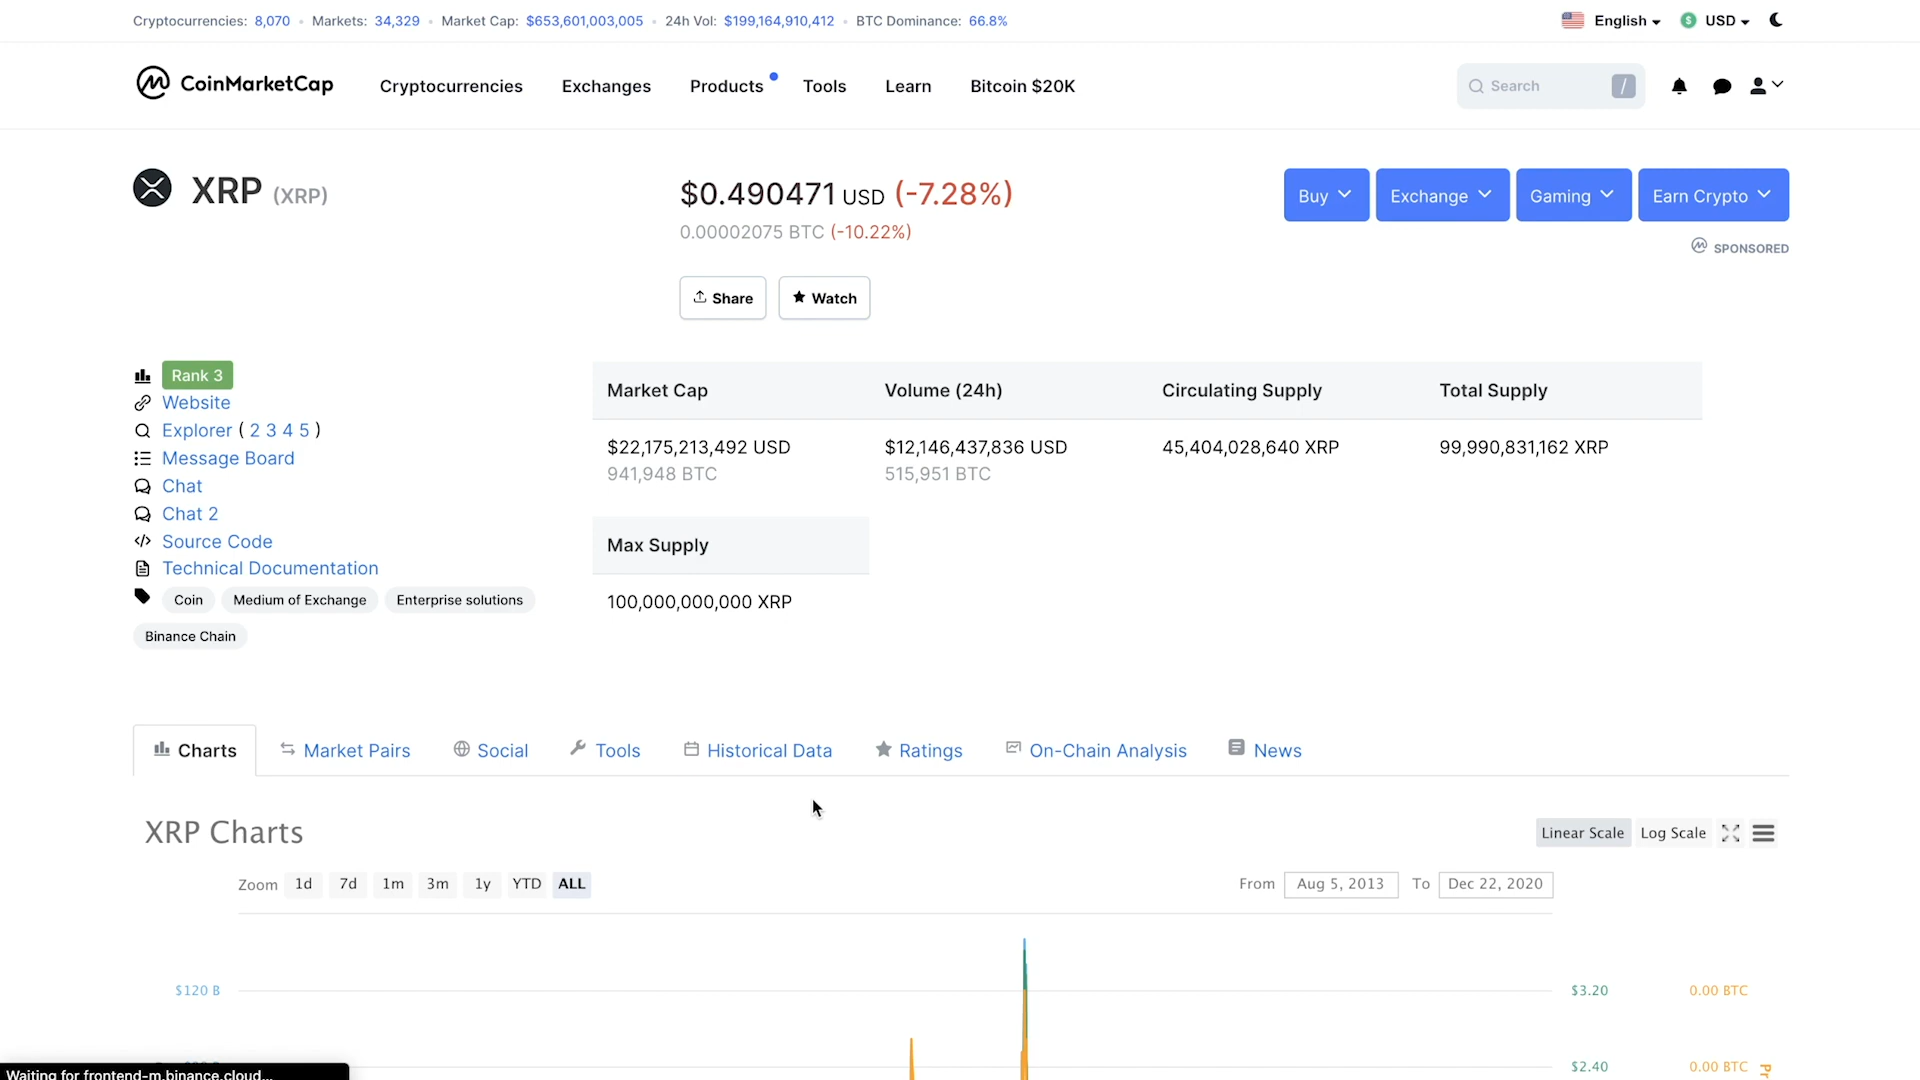 Cryptocurrencies: 8,070 • Markets: 34,329 • Market Cap: $653,601,003,005 • 24h Vol: $199,164,910,412 • BTC Dominance: 66.8% English USD
CoinMarketCap Cryptocurrencies Exchanges Products Tools Learn Bitcoin $20K Search /
XRP (XRP) $0.490471 USD (-7.28%) Buy Exchange Gaming Earn Crypto
0.00002075 BTC (-10.22%)
SPONSORED
Share Watch
Rank 3
Website
Explorer ( 2 3 4 5 )
Message Board
Chat
Chat 2
Source Code
Technical Documentation
Coin Medium of Exchange Enterprise solutions
Binance Chain
Market Cap Volume (24h) Circulating Supply Total Supply
$22,175,213,492 USD $12,146,437,836 USD 45,404,028,640 XRP 99,990,831,162 XRP
941,948 BTC 515,951 BTC
Max Supply
100,000,000,000 XRP
Charts Market Pairs Social Tools Historical Data Ratings On-Chain Analysis News
XRP Charts Linear Scale Log Scale
Zoom 1d 7d 1m 3m 1y YTD ALL From Aug 5, 2013 To Dec 22, 2020
$120 B $3.20 0.00 BTC
$2.40 0.00 BTC
Pr
Waiting for frontend-m.binance.cloud...